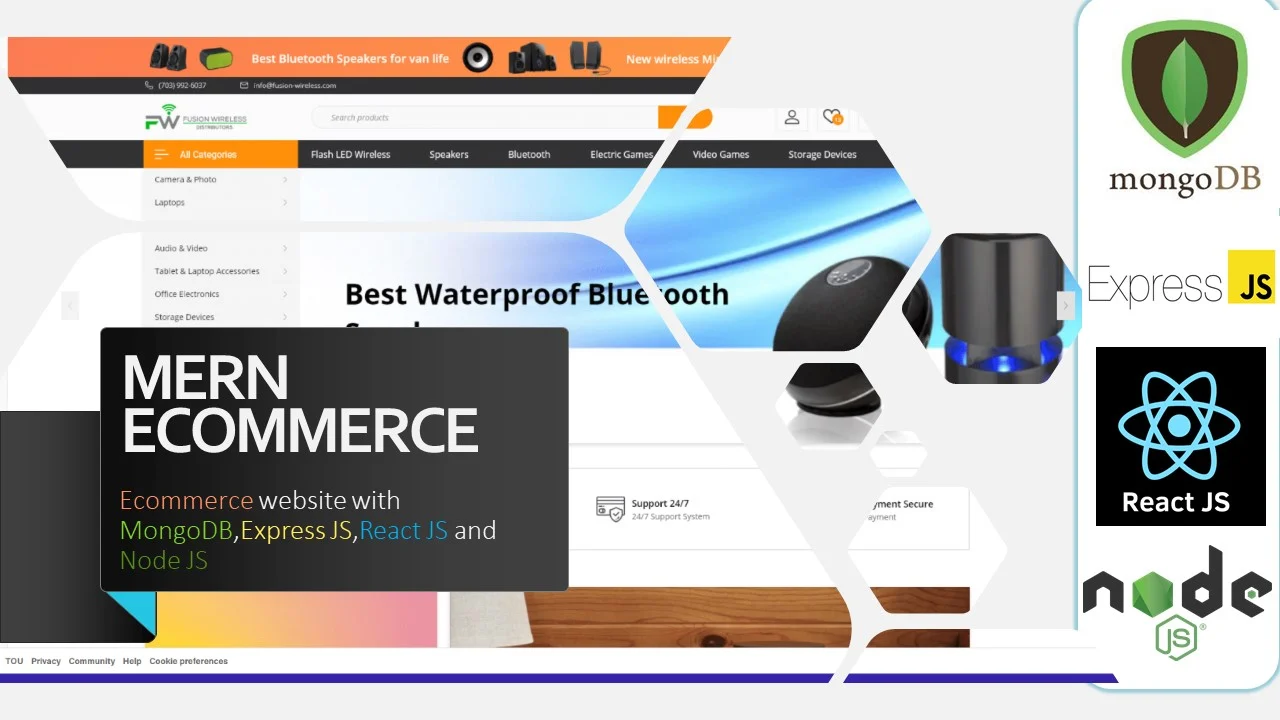 Best Bluetooth Speakers for van life
New wireless Mi
(703) 992-6037
info@fusion-wireless.com
FW FUSION WIRELESS
DISTRIBUTORS
Search products
All Categories
Flash LED Wireless
Speakers
Bluetooth
Electric Games
Video Games
Storage Devices
Camera & Photo
Laptops
Audio & Video
Tablet & Laptop Accessories
Office Electronics
Storage Devices
Best Waterproof Bluetooth
MERN
ECOMMERCE
Ecommerce website with
MongoDB,Express JS,React JS and
Node JS
Support 24/7
24/7 Support System
yment Secure
ayment
TOU Privacy Community Help Cookie preferences
mongoDB
Express JS
React JS
node
JS®